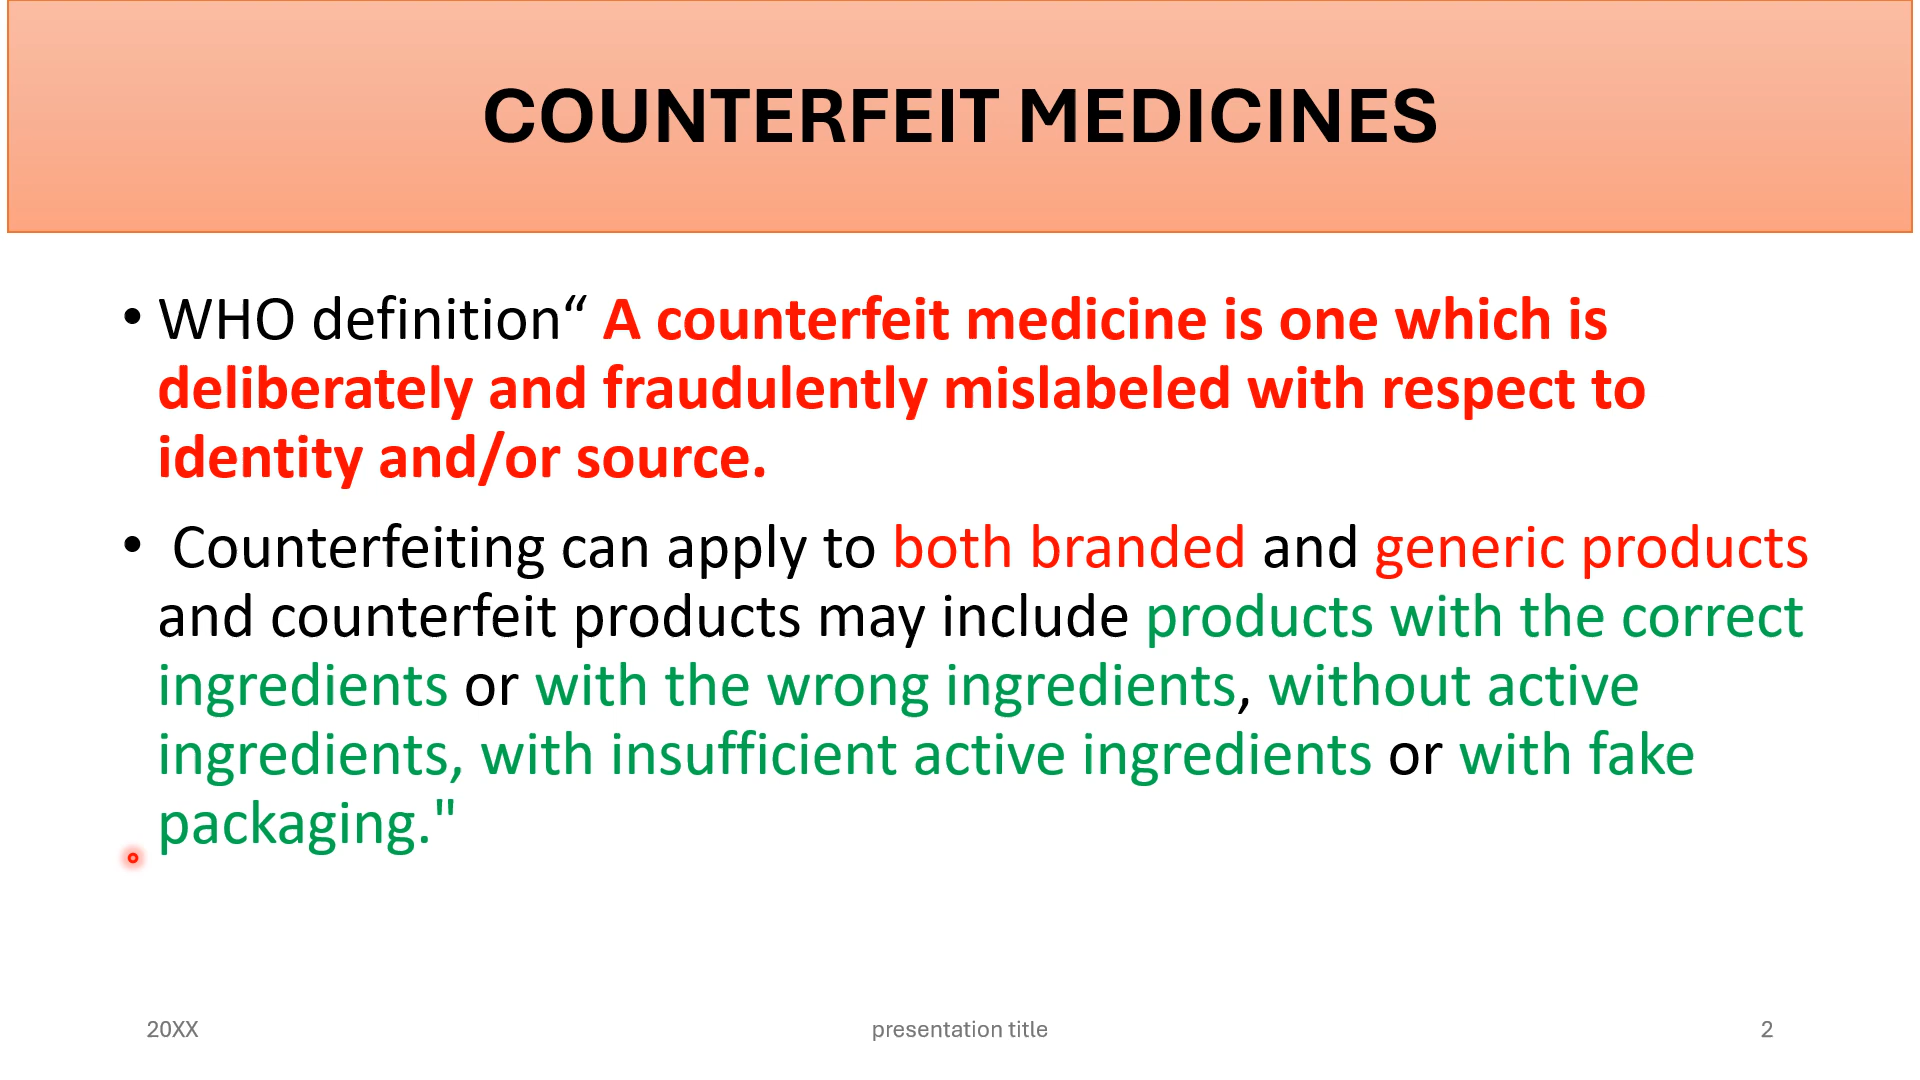 COUNTERFEIT MEDICINES
• WHO definition“ A counterfeit medicine is one which is
deliberately and fraudulently mislabeled with respect to
identity and/or source.
• Counterfeiting can apply to both branded and generic products
and counterfeit products may include products with the correct
ingredients or with the wrong ingredients, without active
ingredients, with insufficient active ingredients or with fake
packaging."
20XX
presentation title
2